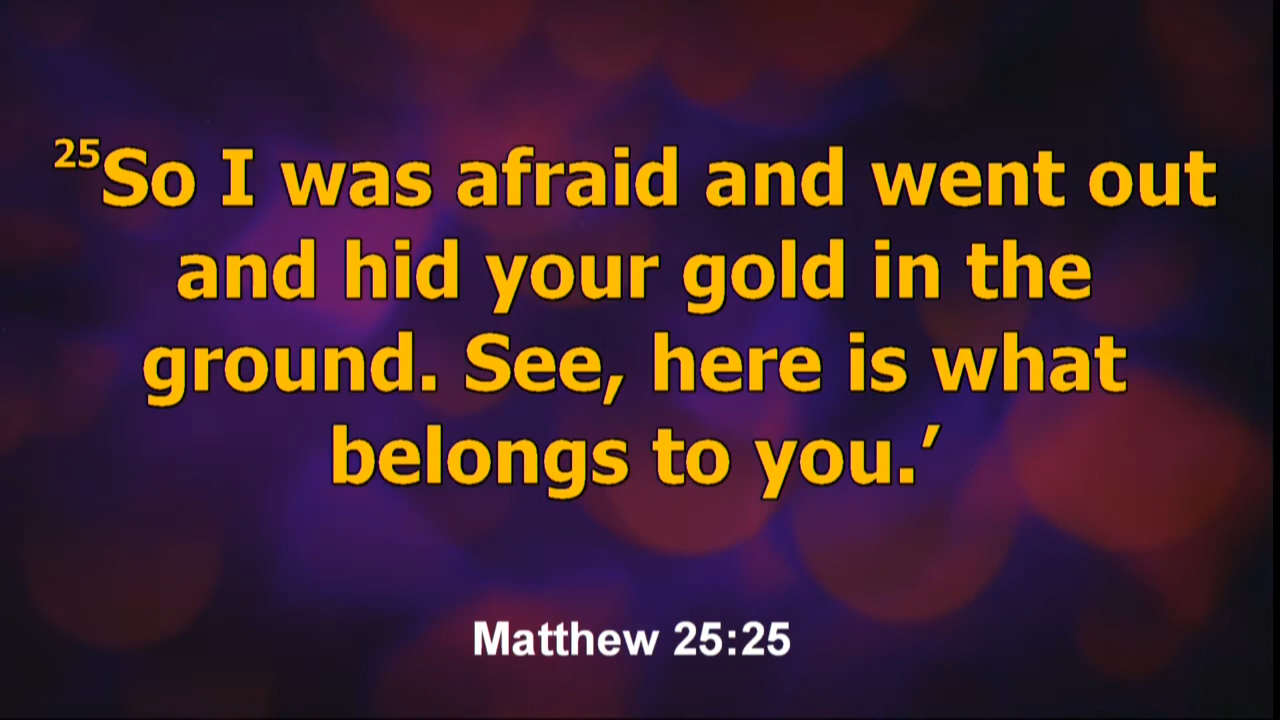 ²⁵So I was afraid and went out
and hid your gold in the
ground. See, here is what
belongs to you.’
Matthew 25:25